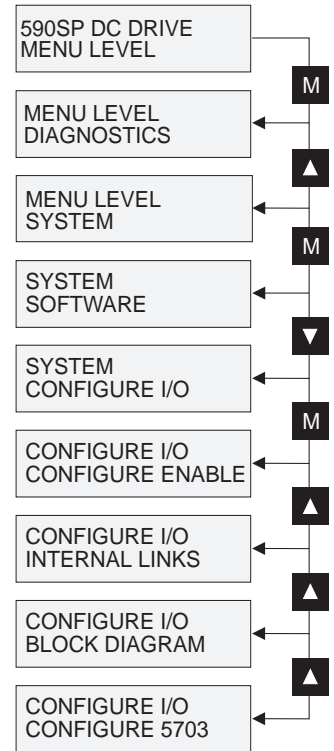 590SP DC DRIVE
MENU LEVEL
M
MENU LEVEL
DIAGNOSTICS
MENU LEVEL
SYSTEM
M
SYSTEM
SOFTWARE
SYSTEM
CONFIGURE I/O
M
CONFIGURE I/O
CONFIGURE ENABLE
CONFIGURE I/O
INTERNAL LINKS
CONFIGURE I/O
BLOCK DIAGRAM
CONFIGURE I/O
CONFIGURE 5703